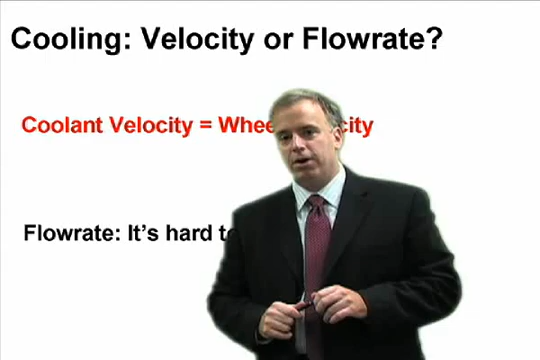 Cooling: Velocity or Flowrate?
Coolant Velocity =
Flowrate: It's hard